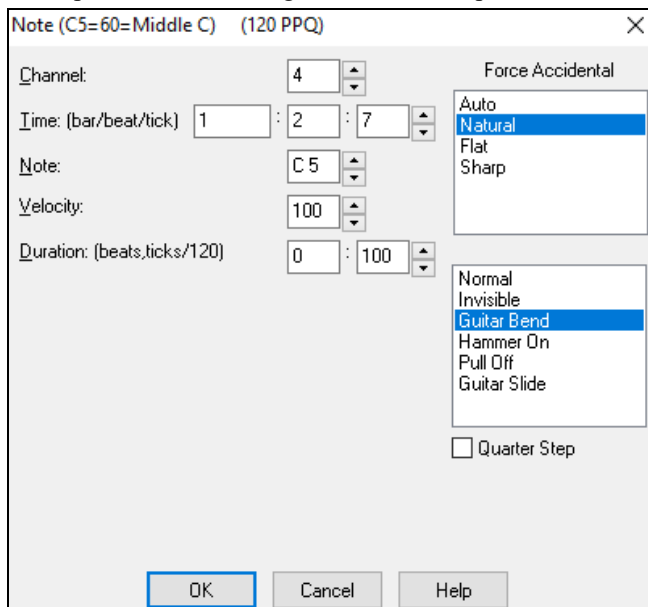 Note (C5=60=Middle C) (120 PPQ)
Channel: 4
Force Accidental
Time: (bar/beat/tick) 1 : 2 : 7
Auto
Natural
Flat
Sharp
Note: C 5
Velocity: 100
Duration: (beats,ticks/120) 0 : 100
Normal
Invisible
Guitar Bend
Hammer On
Pull Off
Guitar Slide
Quarter Step
OK Cancel Help